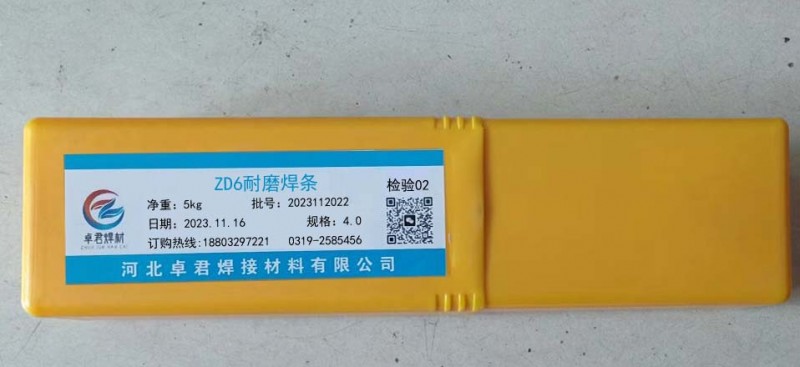 ZD6耐磨焊条
检验02
净重：5kg 批号：2023112022
日期：2023.11.16 规格：4.0
订购热线:18803297221 0319-2585456
卓君焊材
河北卓君焊接材料有限公司